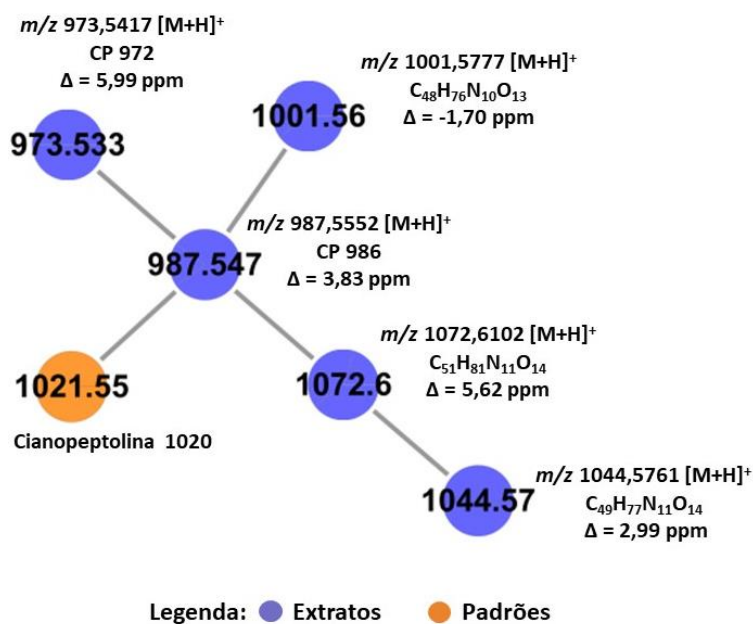 m/z 973,5417 [M+H]⁺
CP 972
Δ = 5,99 ppm
973.533
m/z 1001,5777 [M+H]⁺
C₄₈H₇₆N₁₀O₁₃
Δ = -1,70 ppm
1001.56
m/z 987,5552 [M+H]⁺
CP 986
Δ = 3,83 ppm
987.547
1021.55
Cianopeptolina 1020
m/z 1072,6102 [M+H]⁺
C₅₁H₈₁N₁₁O₁₄
Δ = 5,62 ppm
1072.6
m/z 1044,5761 [M+H]⁺
C₄₉H₇₇N₁₁O₁₄
Δ = 2,99 ppm
1044.57
Legenda: Extratos Padrões